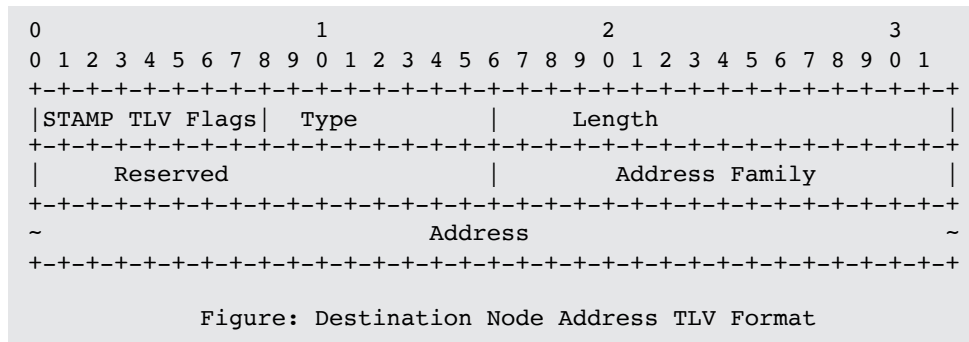 0                   1                   2                   3
0 1 2 3 4 5 6 7 8 9 0 1 2 3 4 5 6 7 8 9 0 1 2 3 4 5 6 7 8 9 0 1
+-+-+-+-+-+-+-+-+-+-+-+-+-+-+-+-+-+-+-+-+-+-+-+-+-+-+-+-+-+-+-+-+
|STAMP TLV Flags|  Type         |     Length                    |
+-+-+-+-+-+-+-+-+-+-+-+-+-+-+-+-+-+-+-+-+-+-+-+-+-+-+-+-+-+-+-+-+
|     Reserved                  |        Address Family         |
+-+-+-+-+-+-+-+-+-+-+-+-+-+-+-+-+-+-+-+-+-+-+-+-+-+-+-+-+-+-+-+-+
~                           Address                             ~
+-+-+-+-+-+-+-+-+-+-+-+-+-+-+-+-+-+-+-+-+-+-+-+-+-+-+-+-+-+-+-+-+
Figure: Destination Node Address TLV Format